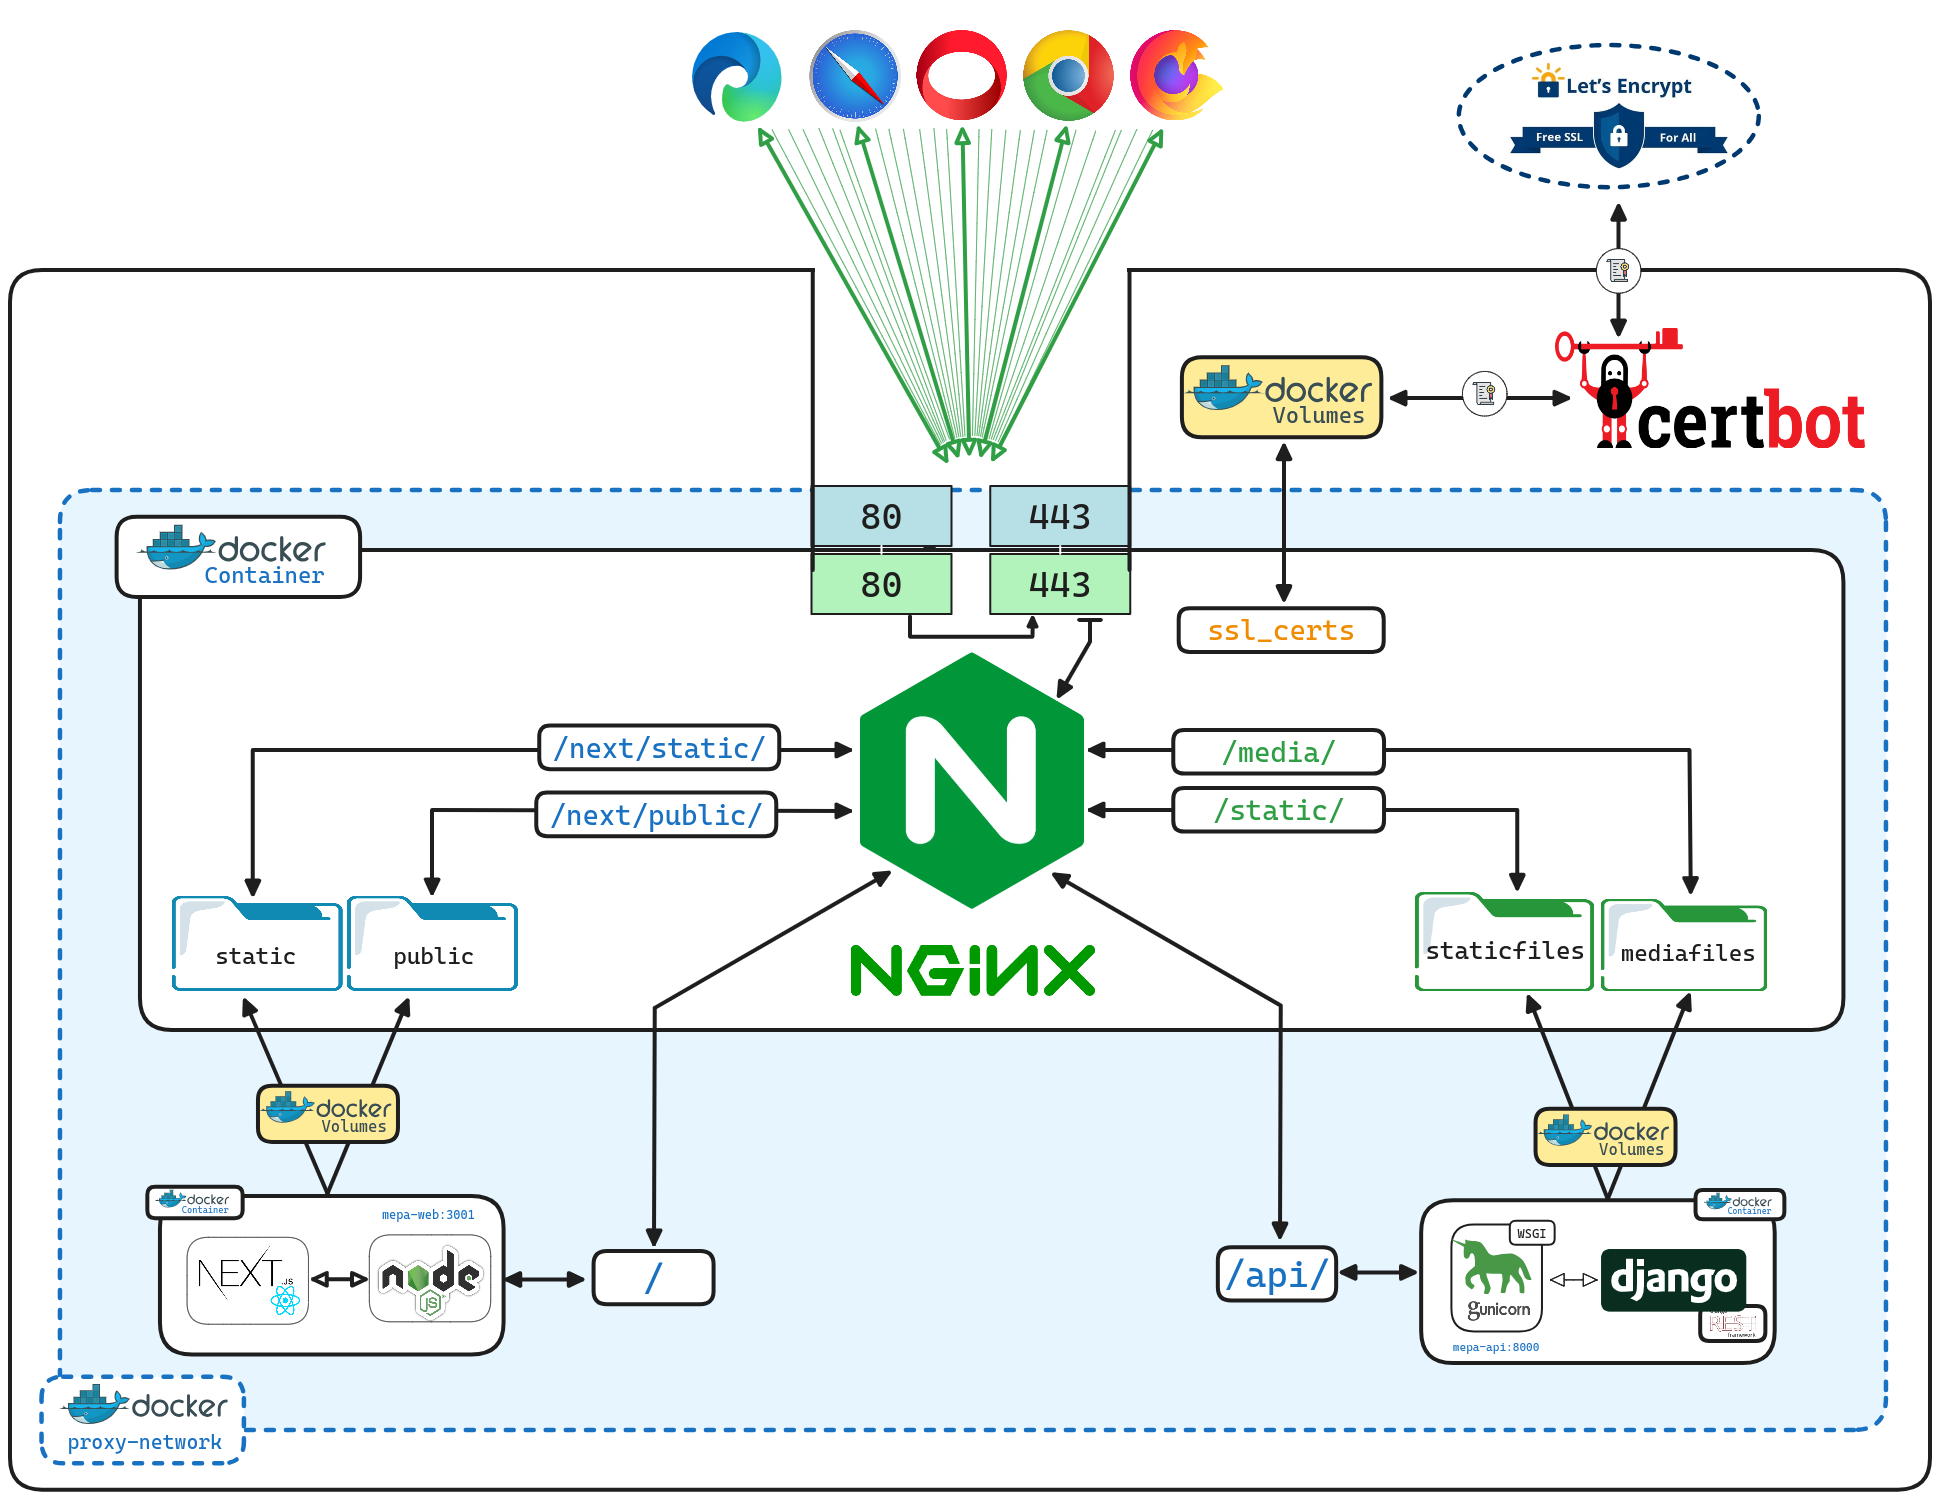 Let's Encrypt
Free SSL
For All
docker
Volumes
certbot
80
443
docker
Container
80
443
ssl_certs
/next/static/
/media/
/next/public/
/static/
static
public
staticfiles
mediafiles
NGiNX
docker
Volumes
docker
Volumes
docker
Container
mepa-web:3001
docker
Container
WSGI
NEXT.JS
node
JS
/
/api/
gunicorn
django
REST
framework
mepa-api:8000
docker
proxy-network